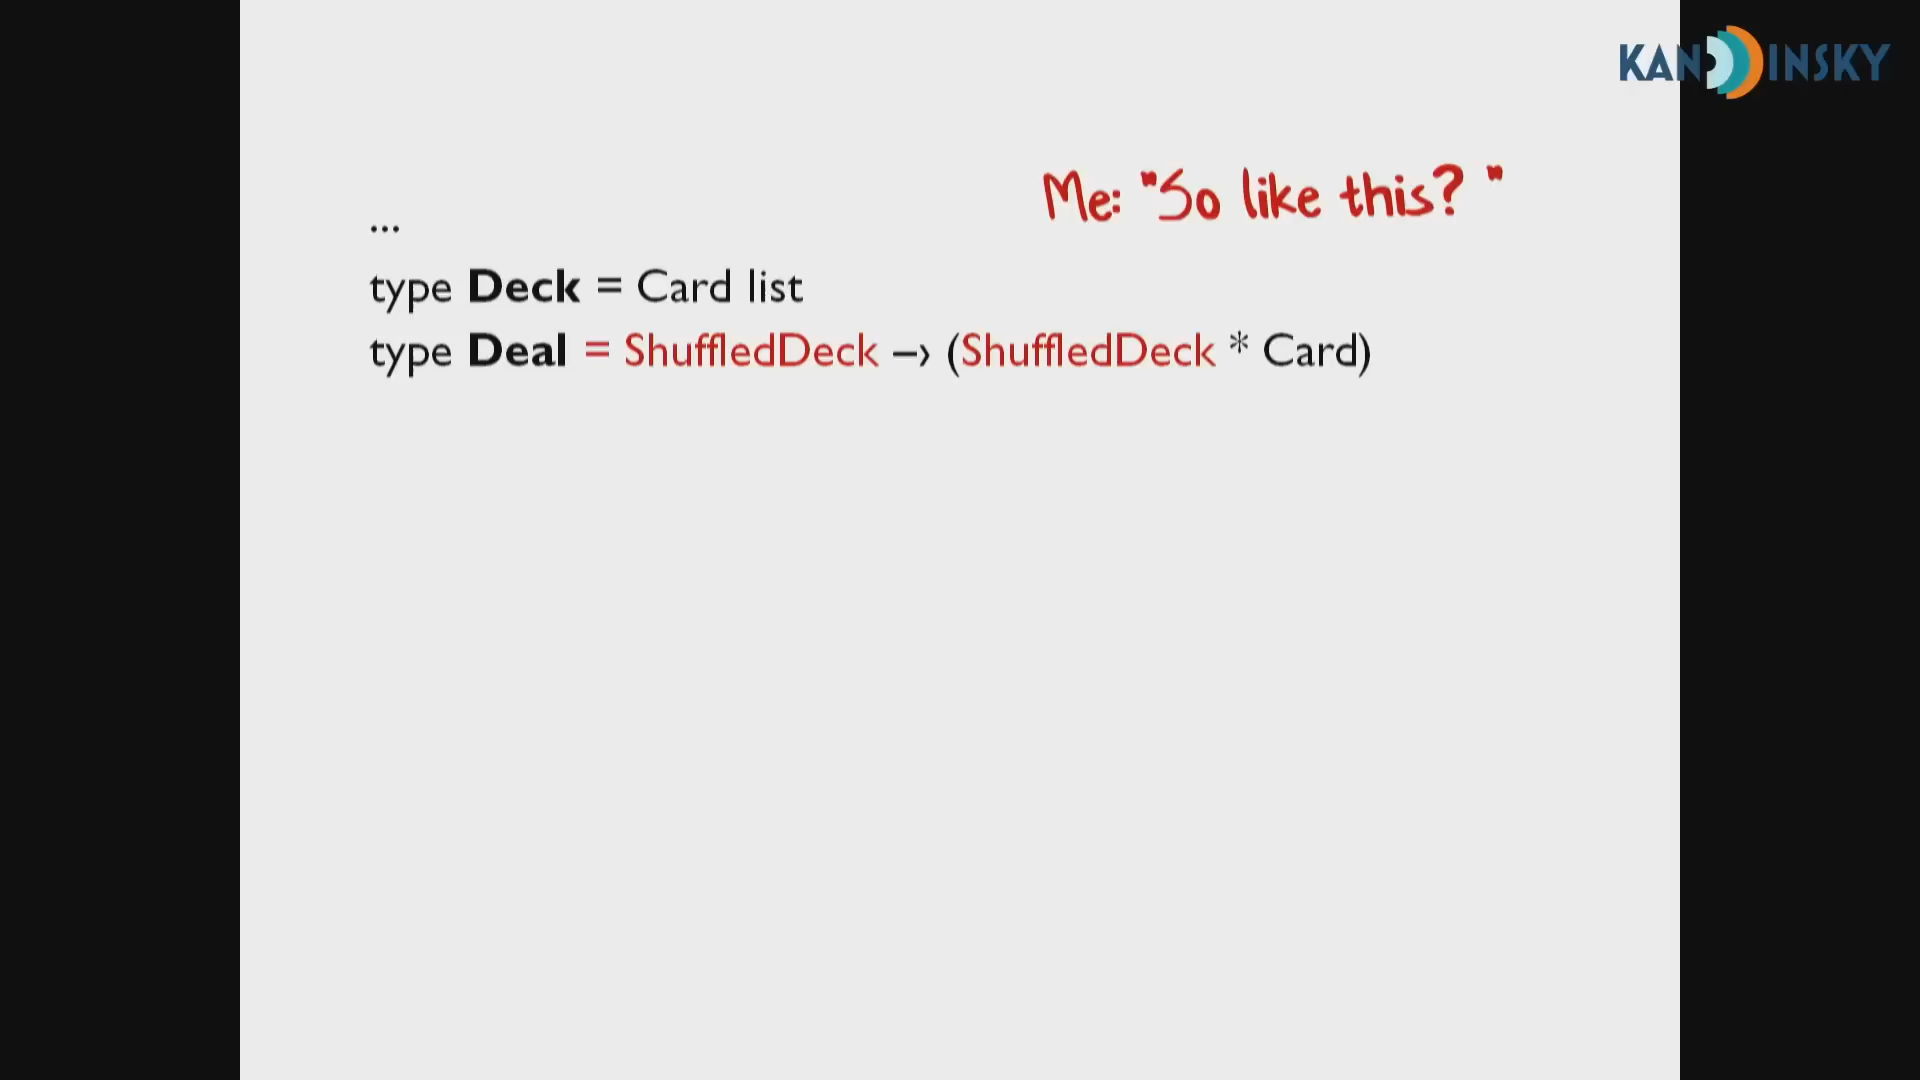 KANDINSKY
Me: "So like this? "
...
type Deck = Card list
type Deal = ShuffledDeck –› (ShuffledDeck * Card)